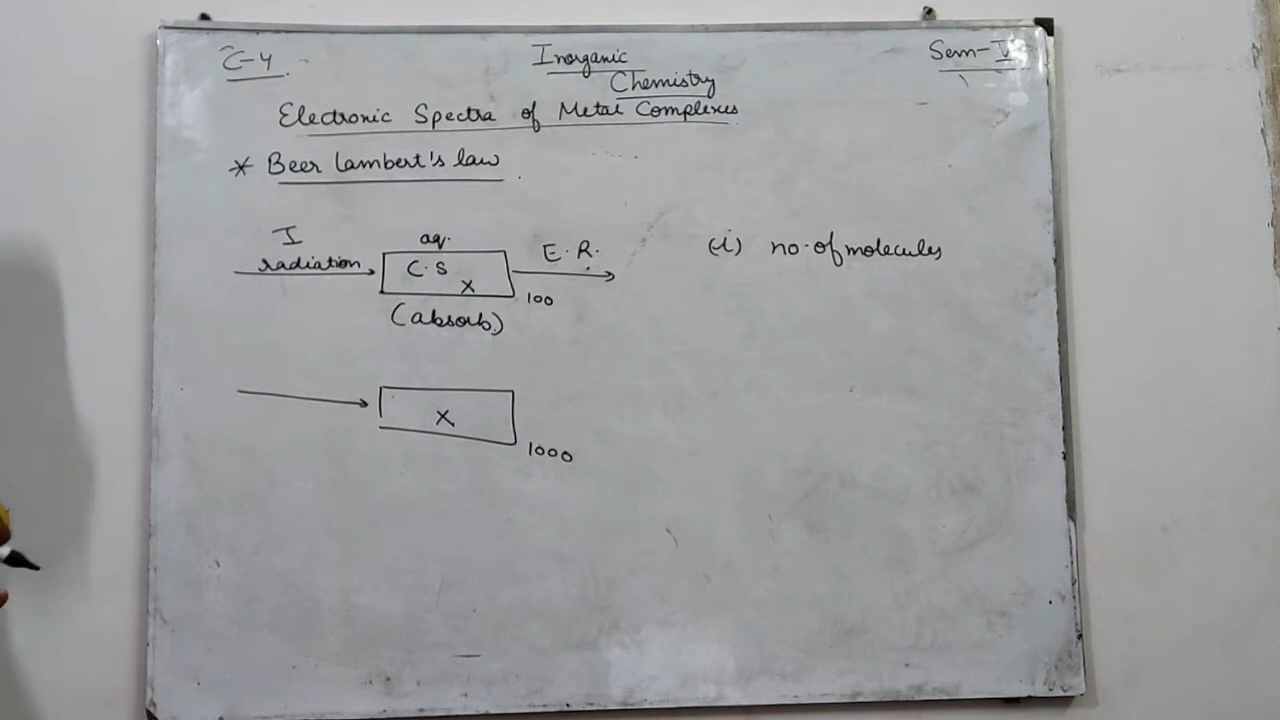 C-4
Inorganic
Chemistry
Sem-V
Electronic Spectra of Metal Complexes
* Beer Lambert's law
I
radiation
aq.
C.S
X
(absorb.)
E.R.
100
(i) no. of molecules
X
1000